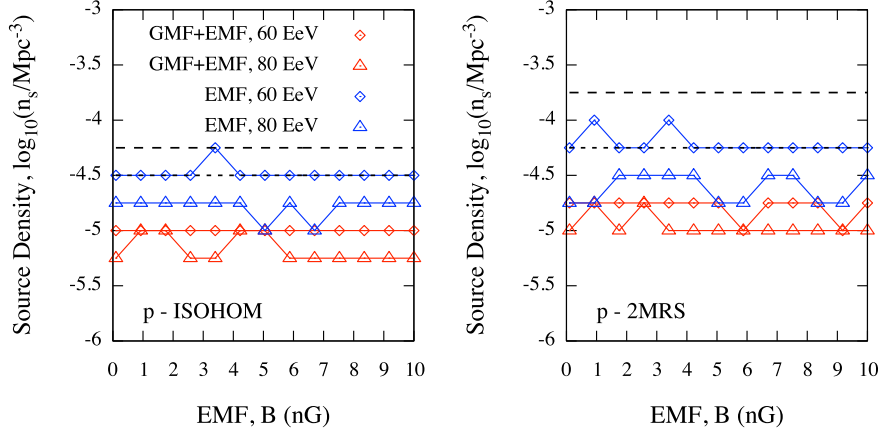 Source Density, log10(ns/Mpc-3)
-3
-3.5
-4
-4.5
-5
-5.5
-6
GMF+EMF, 60 EeV
GMF+EMF, 80 EeV
EMF, 60 EeV
EMF, 80 EeV
p - ISOHOM
0 1 2 3 4 5 6 7 8 9 10
EMF, B (nG)
Source Density, log10(ns/Mpc-3)
-3
-3.5
-4
-4.5
-5
-5.5
-6
p - 2MRS
0 1 2 3 4 5 6 7 8 9 10
EMF, B (nG)